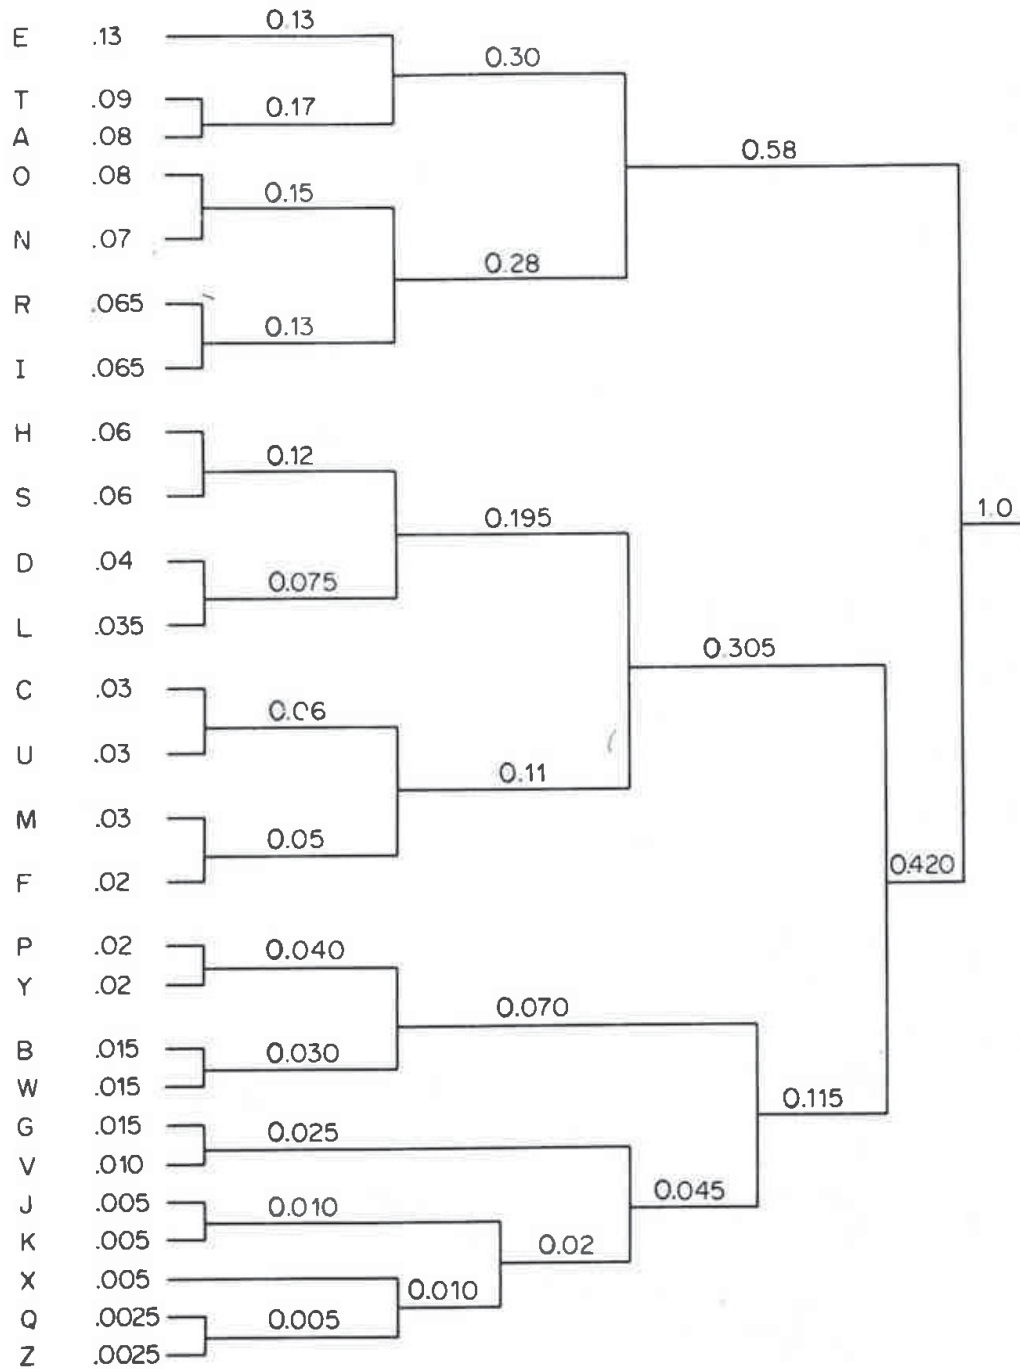 E .13 0.13
0.30
T .09
0.17
A .08
0.58
O .08
0.15
N .07
0.28
R .065
0.13
I .065
H .06
0.12
S .06
1.0
0.195
D .04
0.075
L .035
0.305
C .03
0.06
U .03
0.11
M .03
0.05
F .02
0.420
P .02
0.040
Y .02
0.070
B .015
0.030
W .015
0.115
G .015
0.025
V .010
0.045
J .005
0.010
K .005
0.02
X .005
0.010
Q .0025
0.005
Z .0025